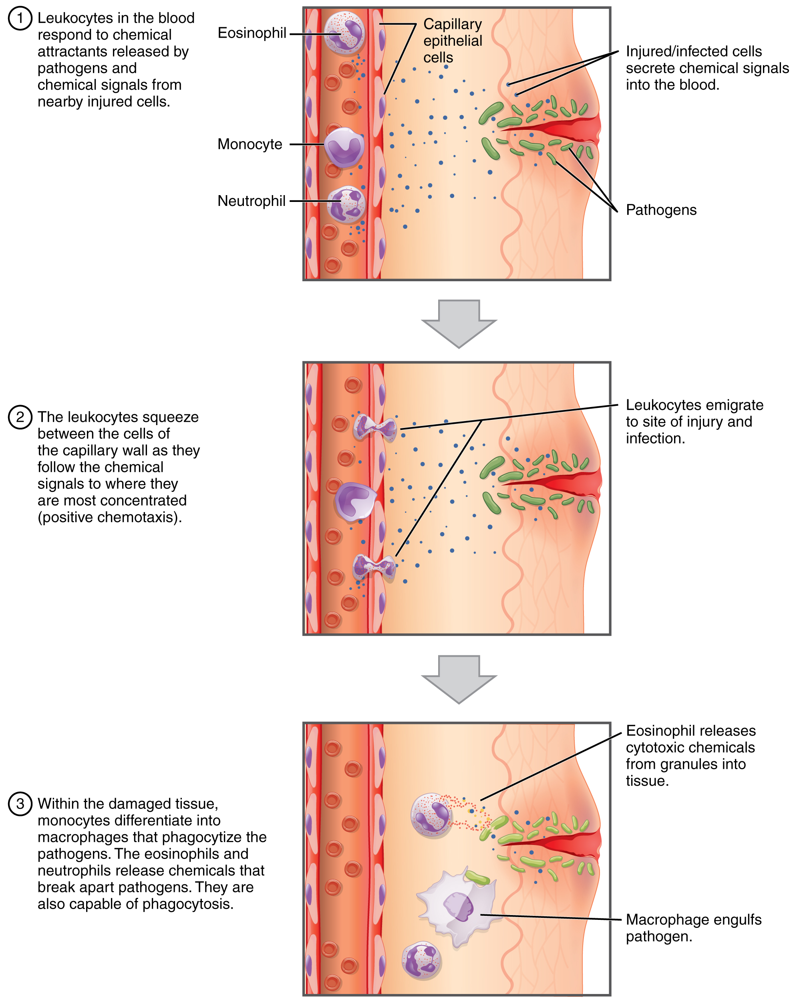 1
Leukocytes in the blood
respond to chemical
attractants released by
pathogens and
chemical signals from
nearby injured cells.
Eosinophil
Monocyte
Neutrophil
Capillary
epithelial
cells
Injured/infected cells
secrete chemical signals
into the blood.
Pathogens
2
The leukocytes squeeze
between the cells of
the capillary wall as they
follow the chemical
signals to where they
are most concentrated
(positive chemotaxis).
Leukocytes emigrate
to site of injury and
infection.
3
Within the damaged tissue,
monocytes differentiate into
macrophages that phagocytize the
pathogens. The eosinophils and
neutrophils release chemicals that
break apart pathogens. They are
also capable of phagocytosis.
Eosinophil releases
cytotoxic chemicals
from granules into
tissue.
Macrophage engulfs
pathogen.